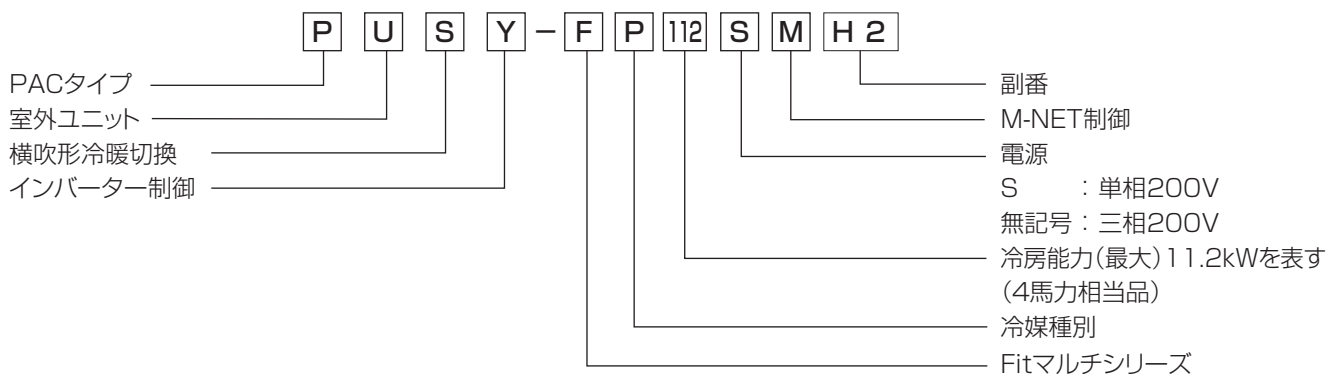 P U S Y － F P 112 S M H 2
PACタイプ
室外ユニット
横吹形冷暖切換
インバーター制御
副番
M-NET制御
電源
S ：単相200V
無記号：三相200V
冷房能力（最大）11.2kWを表す
（4馬力相当品）
冷媒種別
Fitマルチシリーズ